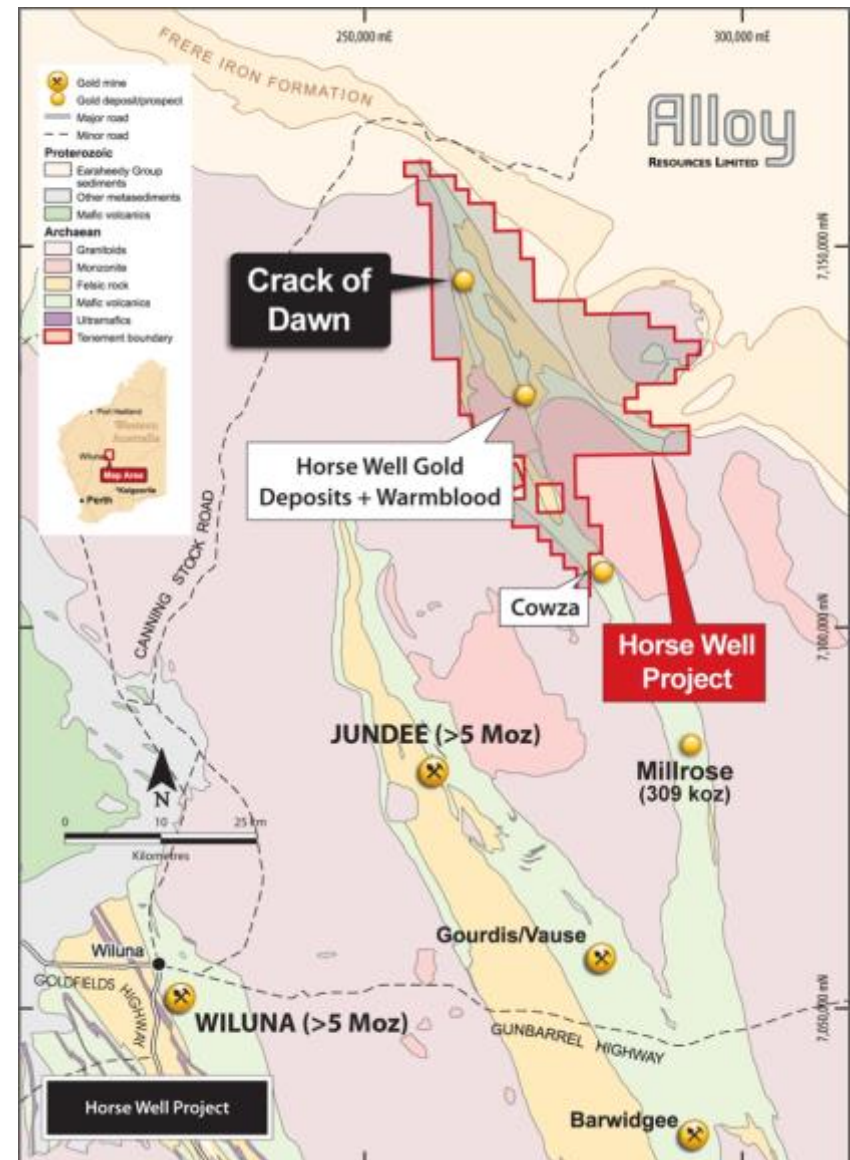 250,000 mE
300,000 mE
FRERE IRON FORMATION
Alloy
RESOURCES LIMITED
Gold mine
Gold deposit/prospect
Major road
Minor road
Proterozoic
Earaheedy Group
sediments
Other metasediments
Mafic volcanics
Archaean
Granitoids
Monzonite
Felsic rock
Mafic volcanics
Ultramafics
Tenement boundary
Port Hedland
Western
Australia
Wiluna
Map Area
Kalgoorlie
Perth
7,150,000 mN
Crack of
Dawn
Horse Well Gold
Deposits + Warmblood
CANNING STOCK ROAD
Cowza
7,100,000 mN
Horse Well
Project
JUNDEE (>5 Moz)
Millrose
(309 koz)
N
0 10 25 km
Kilometres
Gourdis/Vause
Wiluna
GOLDFIELDS HIGHWAY
WILUNA (>5 Moz)
GUNBARREL HIGHWAY
7,050,000 mN
Horse Well Project
Barwidgee